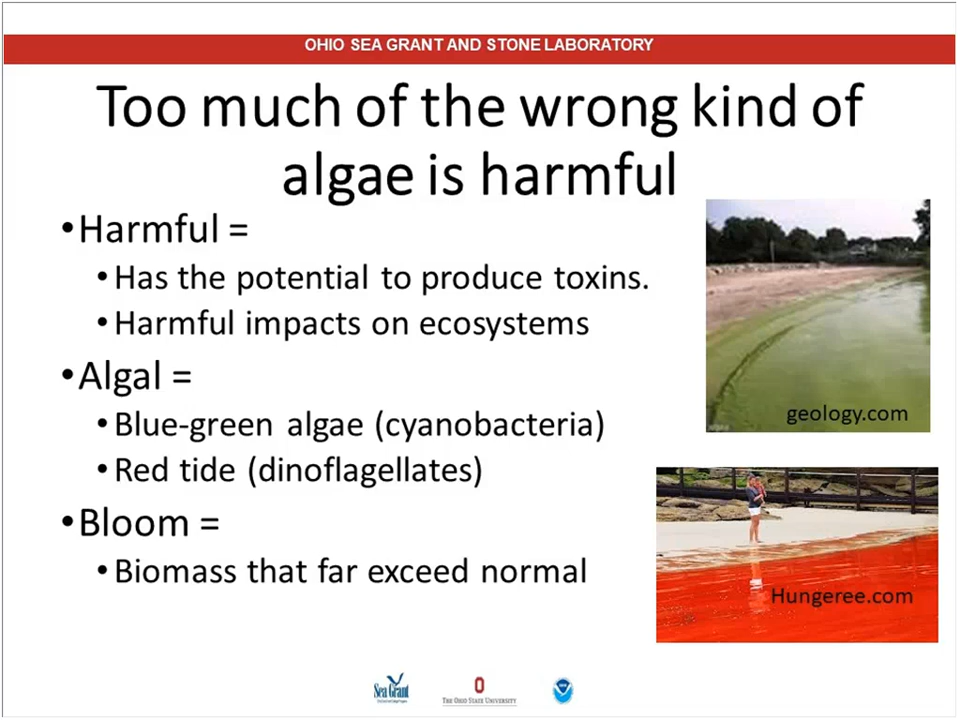 OHIO SEA GRANT AND STONE LABORATORY
Too much of the wrong kind of
algae is harmful
•Harmful =
•Has the potential to produce toxins.
•Harmful impacts on ecosystems
•Algal =
•Blue-green algae (cyanobacteria)
•Red tide (dinoflagellates)
•Bloom =
•Biomass that far exceed normal
geology.com
Hungeree.com
Sea Grant
THE OHIO STATE UNIVERSITY